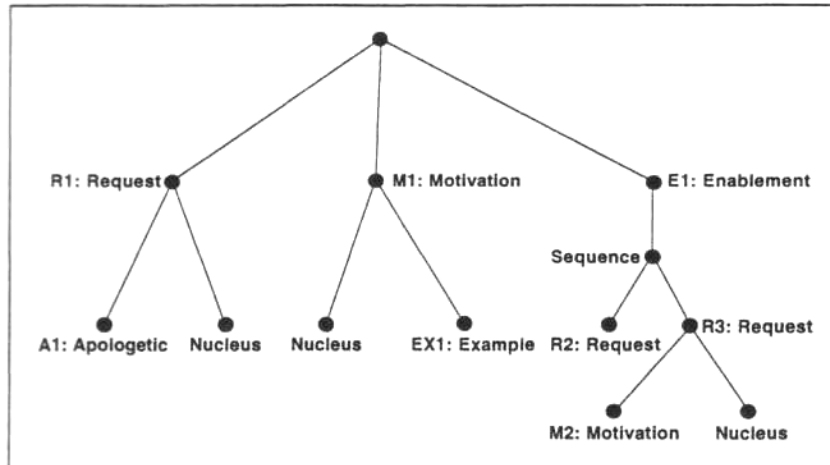 R1: Request
M1: Motivation
E1: Enablement
Sequence
A1: Apologetic
Nucleus
Nucleus
EX1: Example
R2: Request
R3: Request
M2: Motivation
Nucleus